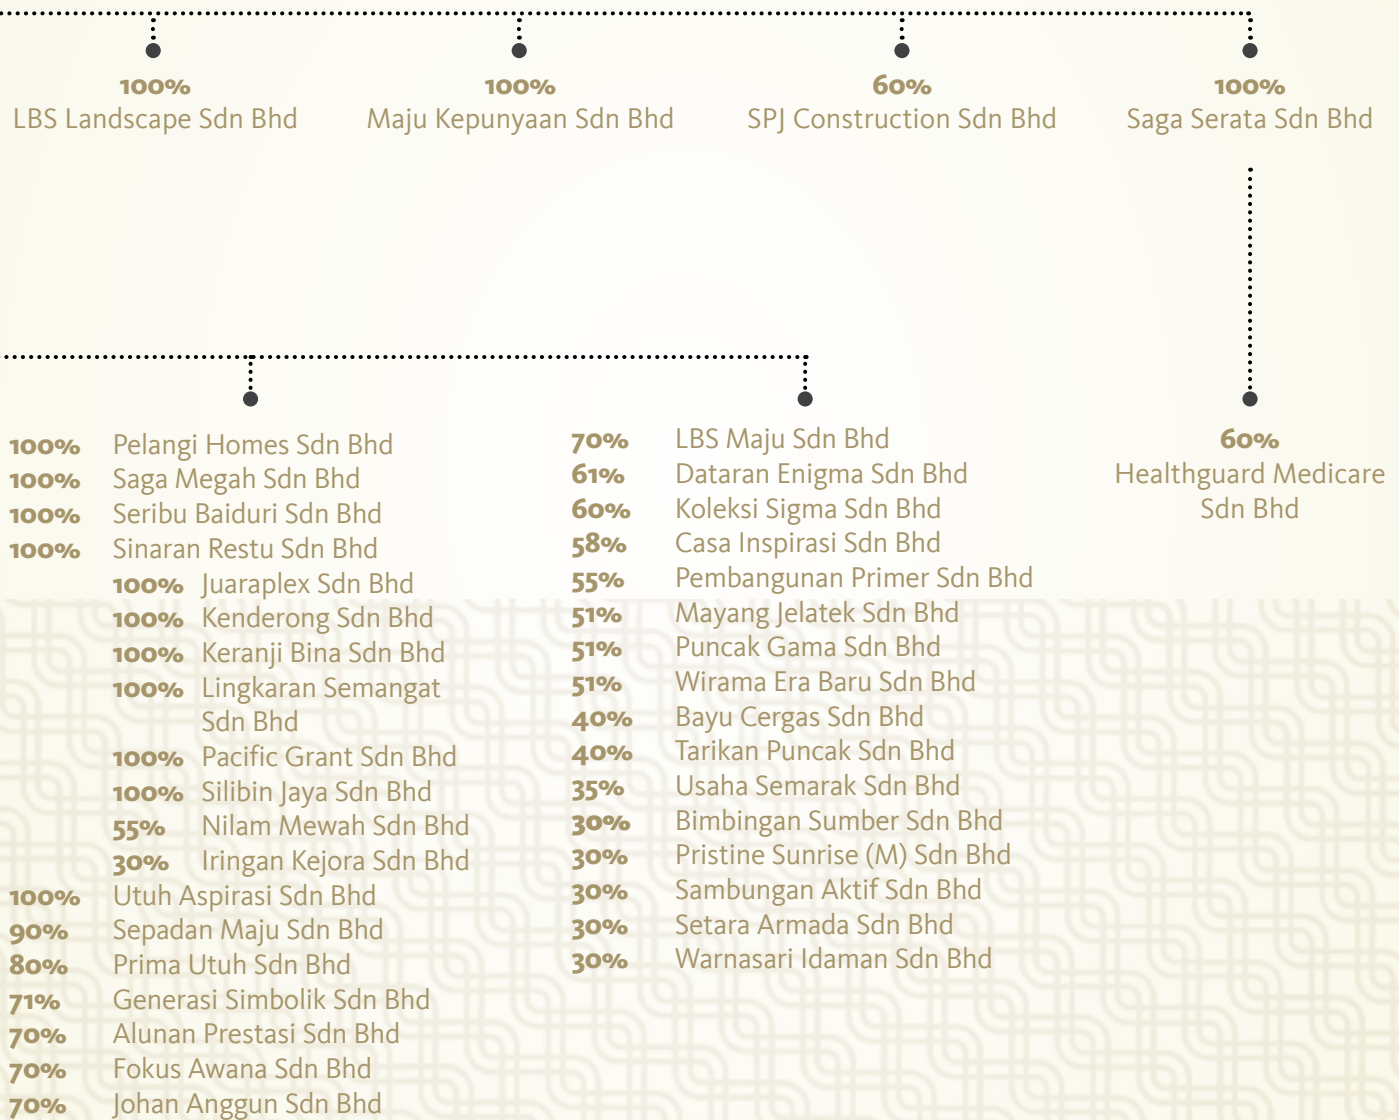 100%
LBS Landscape Sdn Bhd
100%
Maju Kepunyaan Sdn Bhd
60%
SPJ Construction Sdn Bhd
100%
Saga Serata Sdn Bhd
100% Pelangi Homes Sdn Bhd
100% Saga Megah Sdn Bhd
100% Seribu Baiduri Sdn Bhd
100% Sinaran Restu Sdn Bhd
100% Juaraplex Sdn Bhd
100% Kenderong Sdn Bhd
100% Keranji Bina Sdn Bhd
100% Lingkaran Semangat
Sdn Bhd
100% Pacific Grant Sdn Bhd
100% Silibin Jaya Sdn Bhd
55% Nilam Mewah Sdn Bhd
30% Iringan Kejora Sdn Bhd
100% Utuh Aspirasi Sdn Bhd
90% Sepadan Maju Sdn Bhd
80% Prima Utuh Sdn Bhd
71% Generasi Simbolik Sdn Bhd
70% Alunan Prestasi Sdn Bhd
70% Fokus Awana Sdn Bhd
70% Johan Anggun Sdn Bhd
70% LBS Maju Sdn Bhd
61% Dataran Enigma Sdn Bhd
60% Koleksi Sigma Sdn Bhd
58% Casa Inspirasi Sdn Bhd
55% Pembangunan Primer Sdn Bhd
51% Mayang Jelatek Sdn Bhd
51% Puncak Gama Sdn Bhd
51% Wirama Era Baru Sdn Bhd
40% Bayu Cergas Sdn Bhd
40% Tarikan Puncak Sdn Bhd
35% Usaha Semarak Sdn Bhd
30% Bimbingan Sumber Sdn Bhd
30% Pristine Sunrise (M) Sdn Bhd
30% Sambungan Aktif Sdn Bhd
30% Setara Armada Sdn Bhd
30% Warnasari Idaman Sdn Bhd
60%
Healthguard Medicare
Sdn Bhd